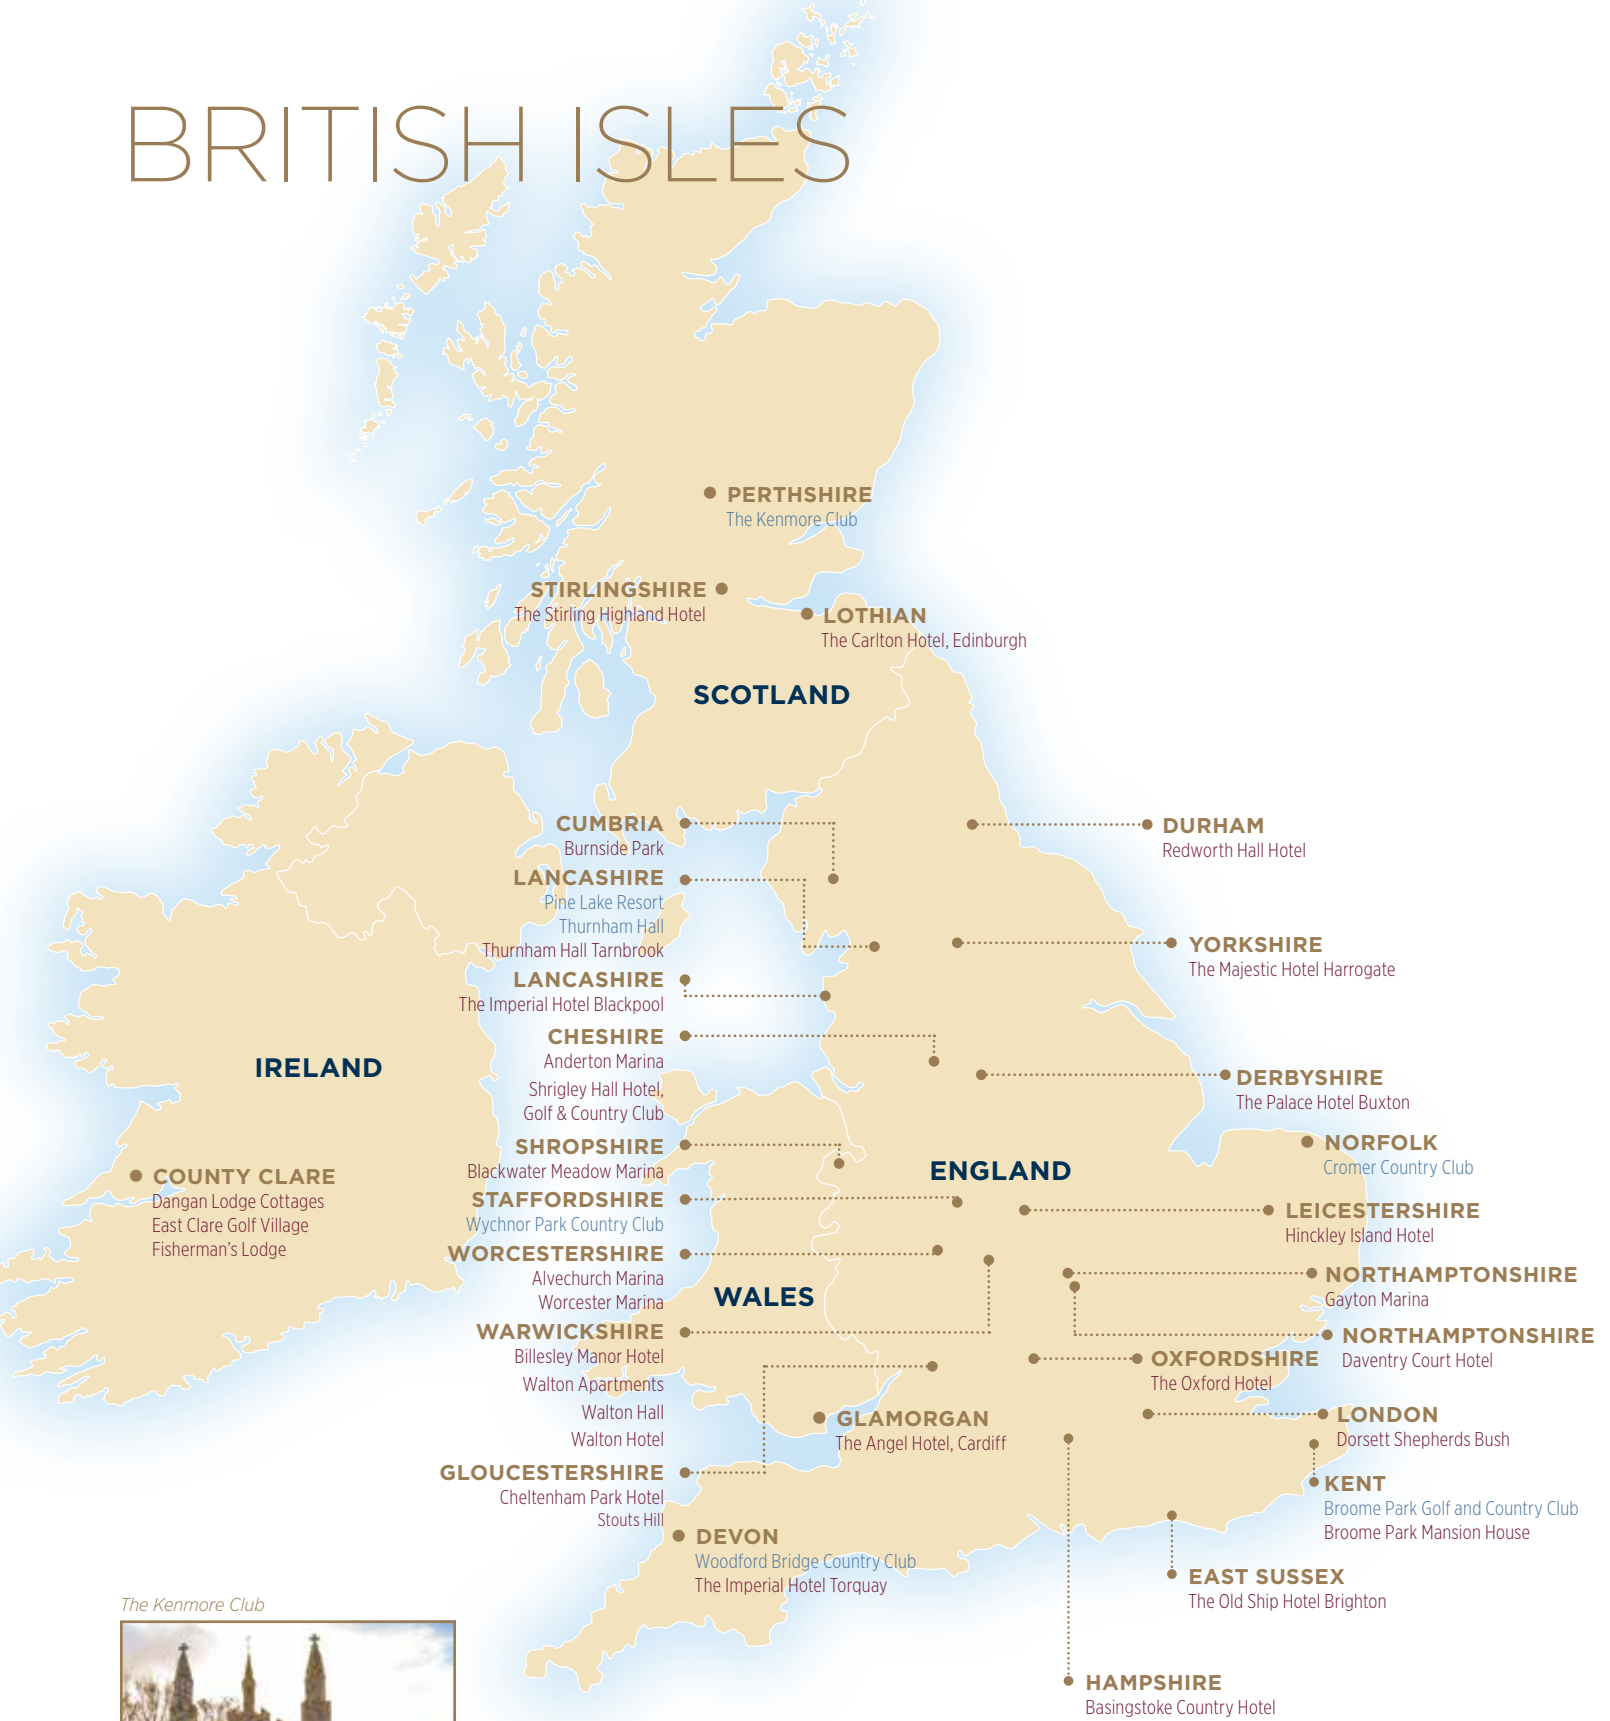 BRITISH ISLES
PERTHSHIRE
The Kenmore Club
STIRLINGSHIRE
The Stirling Highland Hotel
LOTHIAN
The Carlton Hotel, Edinburgh
SCOTLAND
CUMBRIA
Burnside Park
LANCASHIRE
Pine Lake Resort
Thurnham Hall
Thurnham Hall Tarnbrook
LANCASHIRE
The Imperial Hotel Blackpool
CHESHIRE
Anderton Marina
Shrigley Hall Hotel,
Golf & Country Club
SHROPSHIRE
Blackwater Meadow Marina
STAFFORDSHIRE
Wychnor Park Country Club
WORCESTERSHIRE
Alvechurch Marina
Worcester Marina
WARWICKSHIRE
Billesley Manor Hotel
Walton Apartments
Walton Hall
Walton Hotel
GLOUCESTERSHIRE
Cheltenham Park Hotel
Stouts Hill
DURHAM
Redworth Hall Hotel
YORKSHIRE
The Majestic Hotel Harrogate
DERBYSHIRE
The Palace Hotel Buxton
NORFOLK
Cromer Country Club
LEICESTERSHIRE
Hinckley Island Hotel
NORTHAMPTONSHIRE
Gayton Marina
NORTHAMPTONSHIRE
Daventry Court Hotel
OXFORDSHIRE
The Oxford Hotel
LONDON
Dorsett Shepherds Bush
KENT
Broome Park Golf and Country Club
Broome Park Mansion House
EAST SUSSEX
The Old Ship Hotel Brighton
HAMPSHIRE
Basingstoke Country Hotel
IRELAND
COUNTY CLARE
Dangan Lodge Cottages
East Clare Golf Village
Fisherman's Lodge
ENGLAND
WALES
GLAMORGAN
The Angel Hotel, Cardiff
DEVON
Woodford Bridge Country Club
The Imperial Hotel Torquay
The Kenmore Club